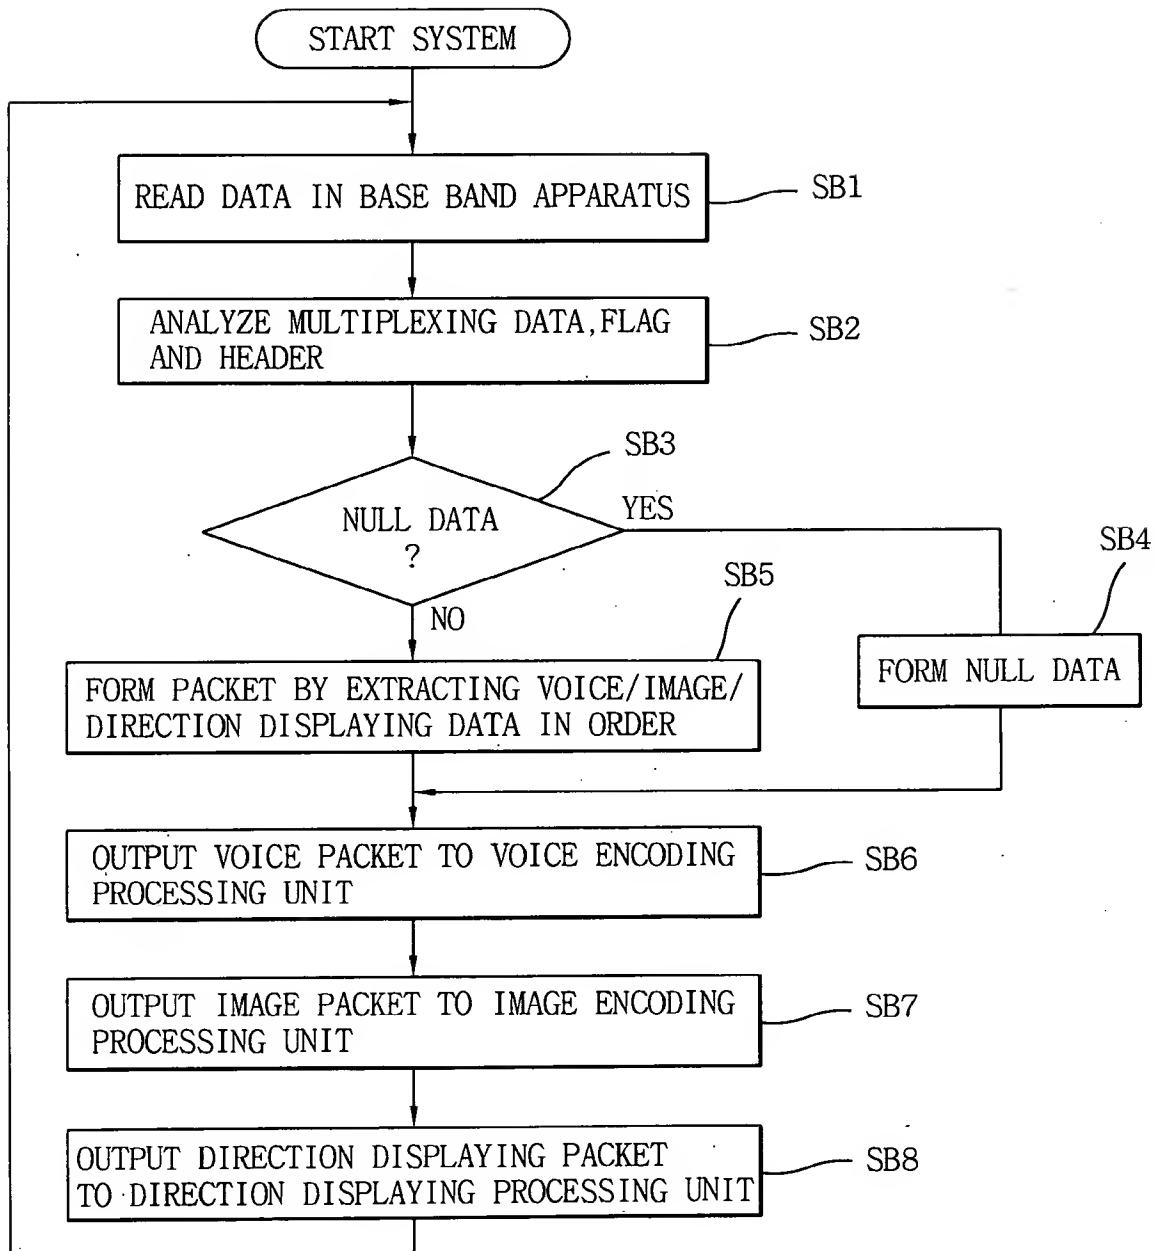 START SYSTEM
READ DATA IN BASE BAND APPARATUS
SB1
ANALYZE MULTIPLEXING DATA,FLAG
AND HEADER
SB2
SB3
NULL DATA
?
YES
SB4
NO
SB5
FORM NULL DATA
FORM PACKET BY EXTRACTING VOICE/IMAGE/
DIRECTION DISPLAYING DATA IN ORDER
OUTPUT VOICE PACKET TO VOICE ENCODING
PROCESSING UNIT
SB6
OUTPUT IMAGE PACKET TO IMAGE ENCODING
PROCESSING UNIT
SB7
OUTPUT DIRECTION DISPLAYING PACKET
TO DIRECTION DISPLAYING PROCESSING UNIT
SB8